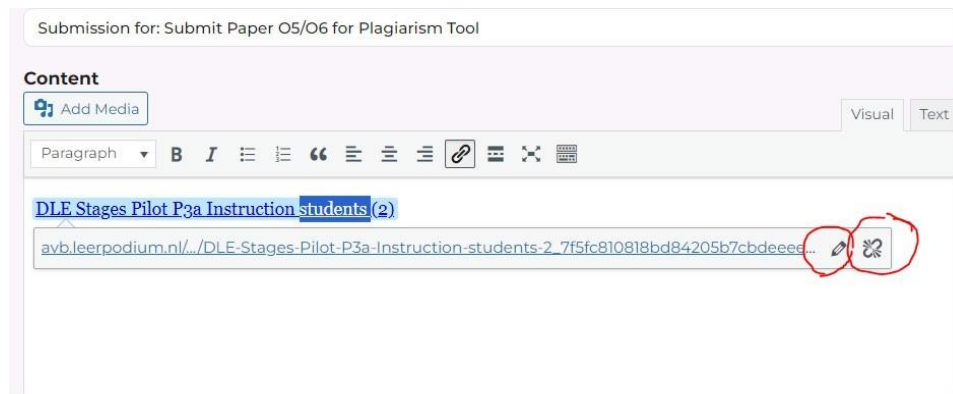 Submission for: Submit Paper O5/O6 for Plagiarism Tool
Content
Add Media
Visual Text
Paragraph B I
DLE Stages Pilot P3a Instruction students (2)
avb.leerpodium.nl/.../DLE-Stages-Pilot-P3a-Instruction-students-2_7f5fc810818bd84205b7cbdeeee...